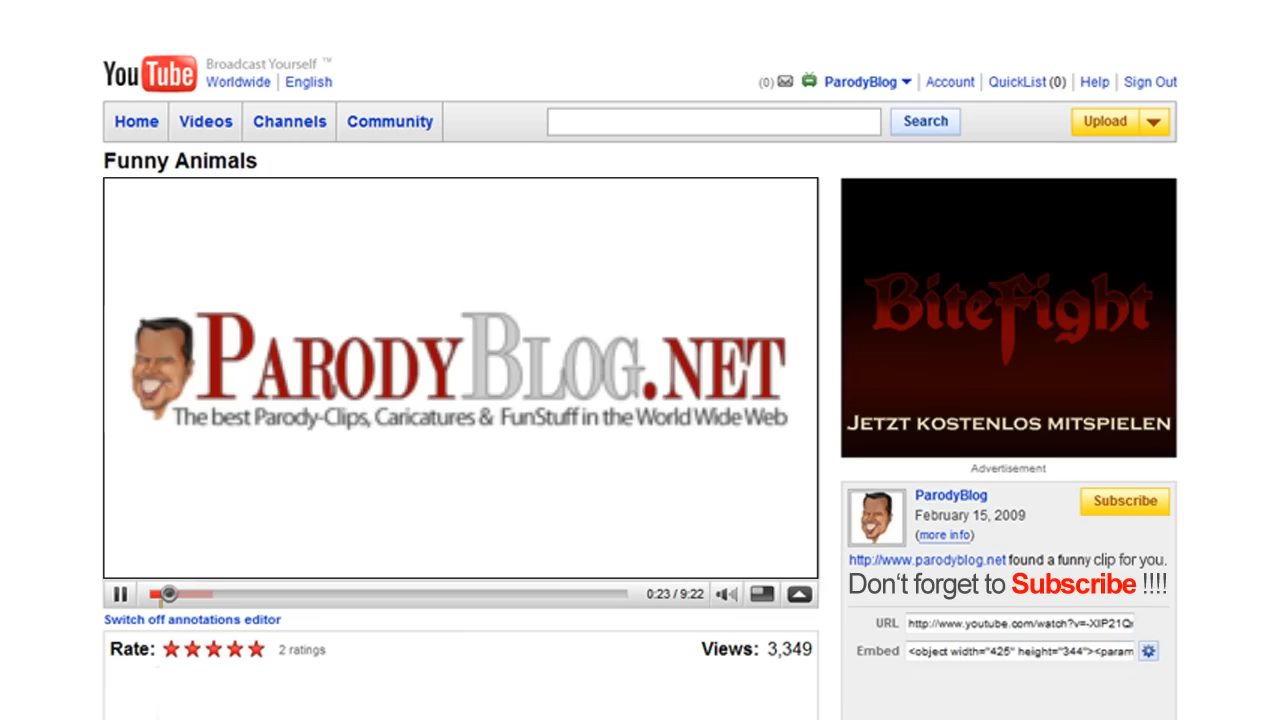 YouTube Broadcast Yourself ™
Worldwide | English
(0) ParodyBlog | Account | QuickList (0) | Help | Sign Out
Home Videos Channels Community Search Upload
Funny Animals
PARODYBLOG.NET
The best Parody-Clips, Caricatures & FunStuff in the World Wide Web
BiteFight
JETZT KOSTENLOS MITSPIELEN
Advertisement
ParodyBlog
Subscribe
February 15, 2009
(more info)
http://www.parodyblog.net found a funny clip for you.
Don't forget to Subscribe !!!!
URL http://www.youtube.com/watch?v=-XIP21
Embed <object width="425" height="344"><param
0:23 / 9:22
Switch off annotations editor
Rate: 2 ratings Views: 3,349